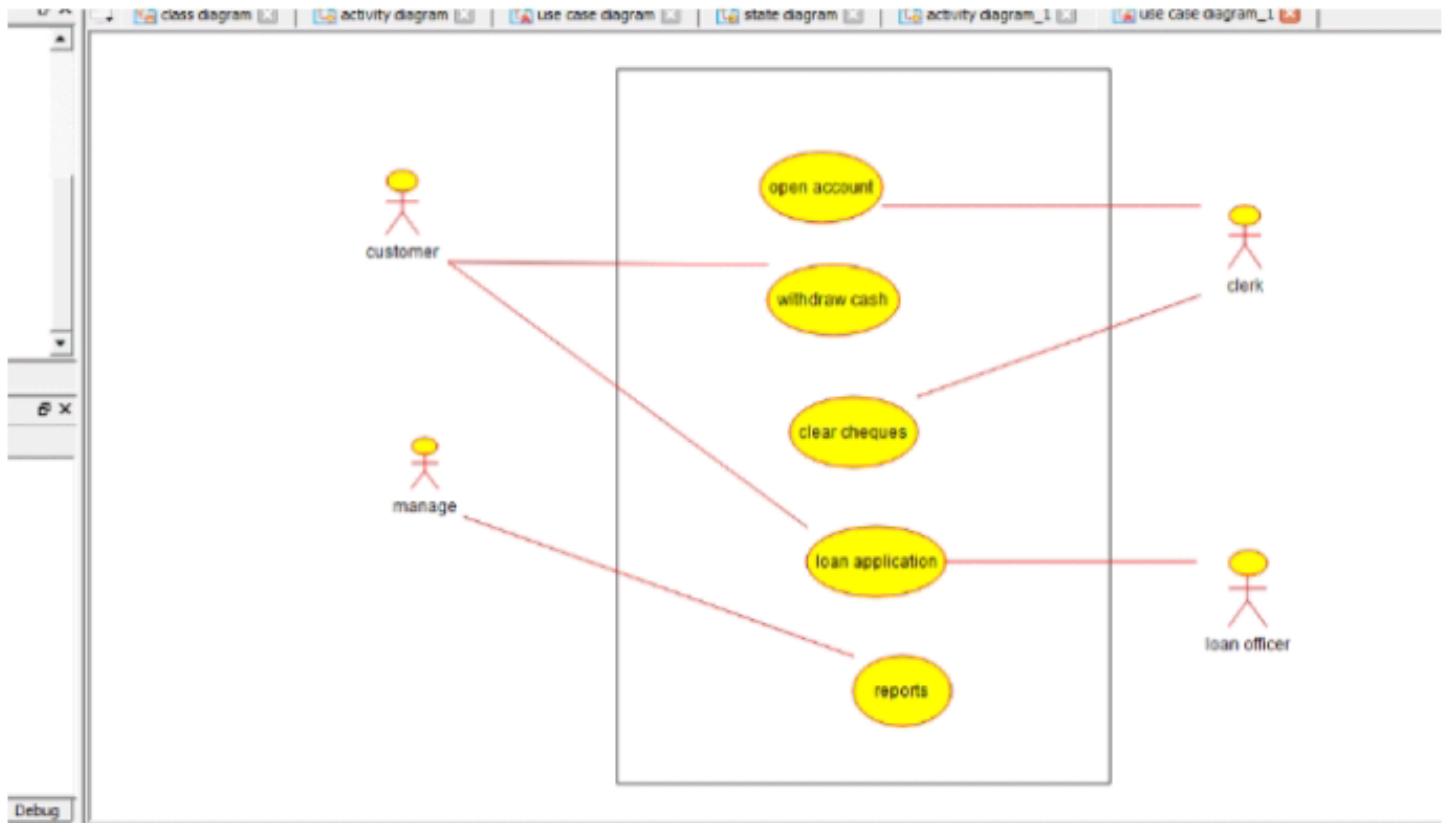 class diagram
activity diagram
use case diagram
state diagram
activity diagram_1
use case diagram_1
open account
customer
clerk
withdraw cash
clear cheques
manage
loan application
loan officer
reports
Debug